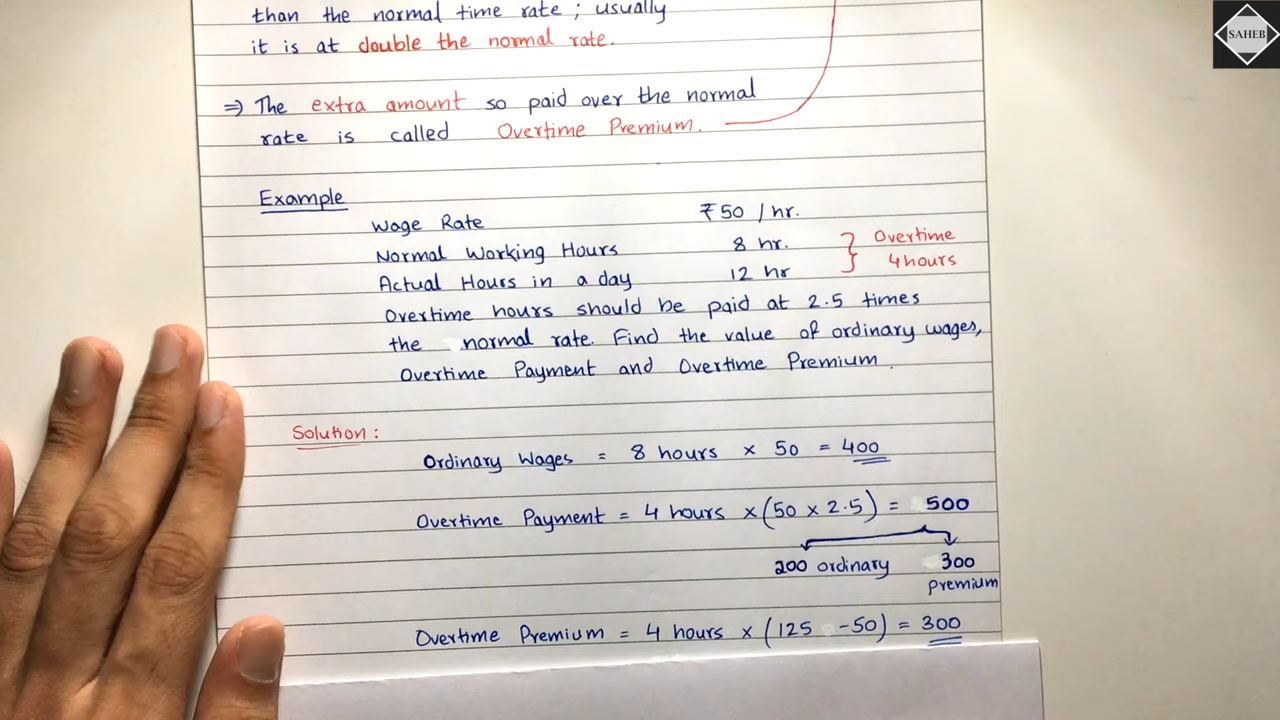 SAHEB
than the normal time rate ; usually
it is at double the normal rate.
⇒ The extra amount so paid over the normal
rate is called Overtime Premium.
Example
Wage Rate ₹50 / hr.
Normal Working Hours 8 hr.
Actual Hours in a day 12 hr
} Overtime
4 hours
Overtime hours should be paid at 2.5 times
the normal rate. Find the value of ordinary wages,
Overtime Payment and Overtime Premium.
Solution :
Ordinary Wages = 8 hours × 50 = 400
Overtime Payment = 4 hours × (50 × 2.5) = 500
200 ordinary 300
premium
Overtime Premium = 4 hours × (125 - 50) = 300